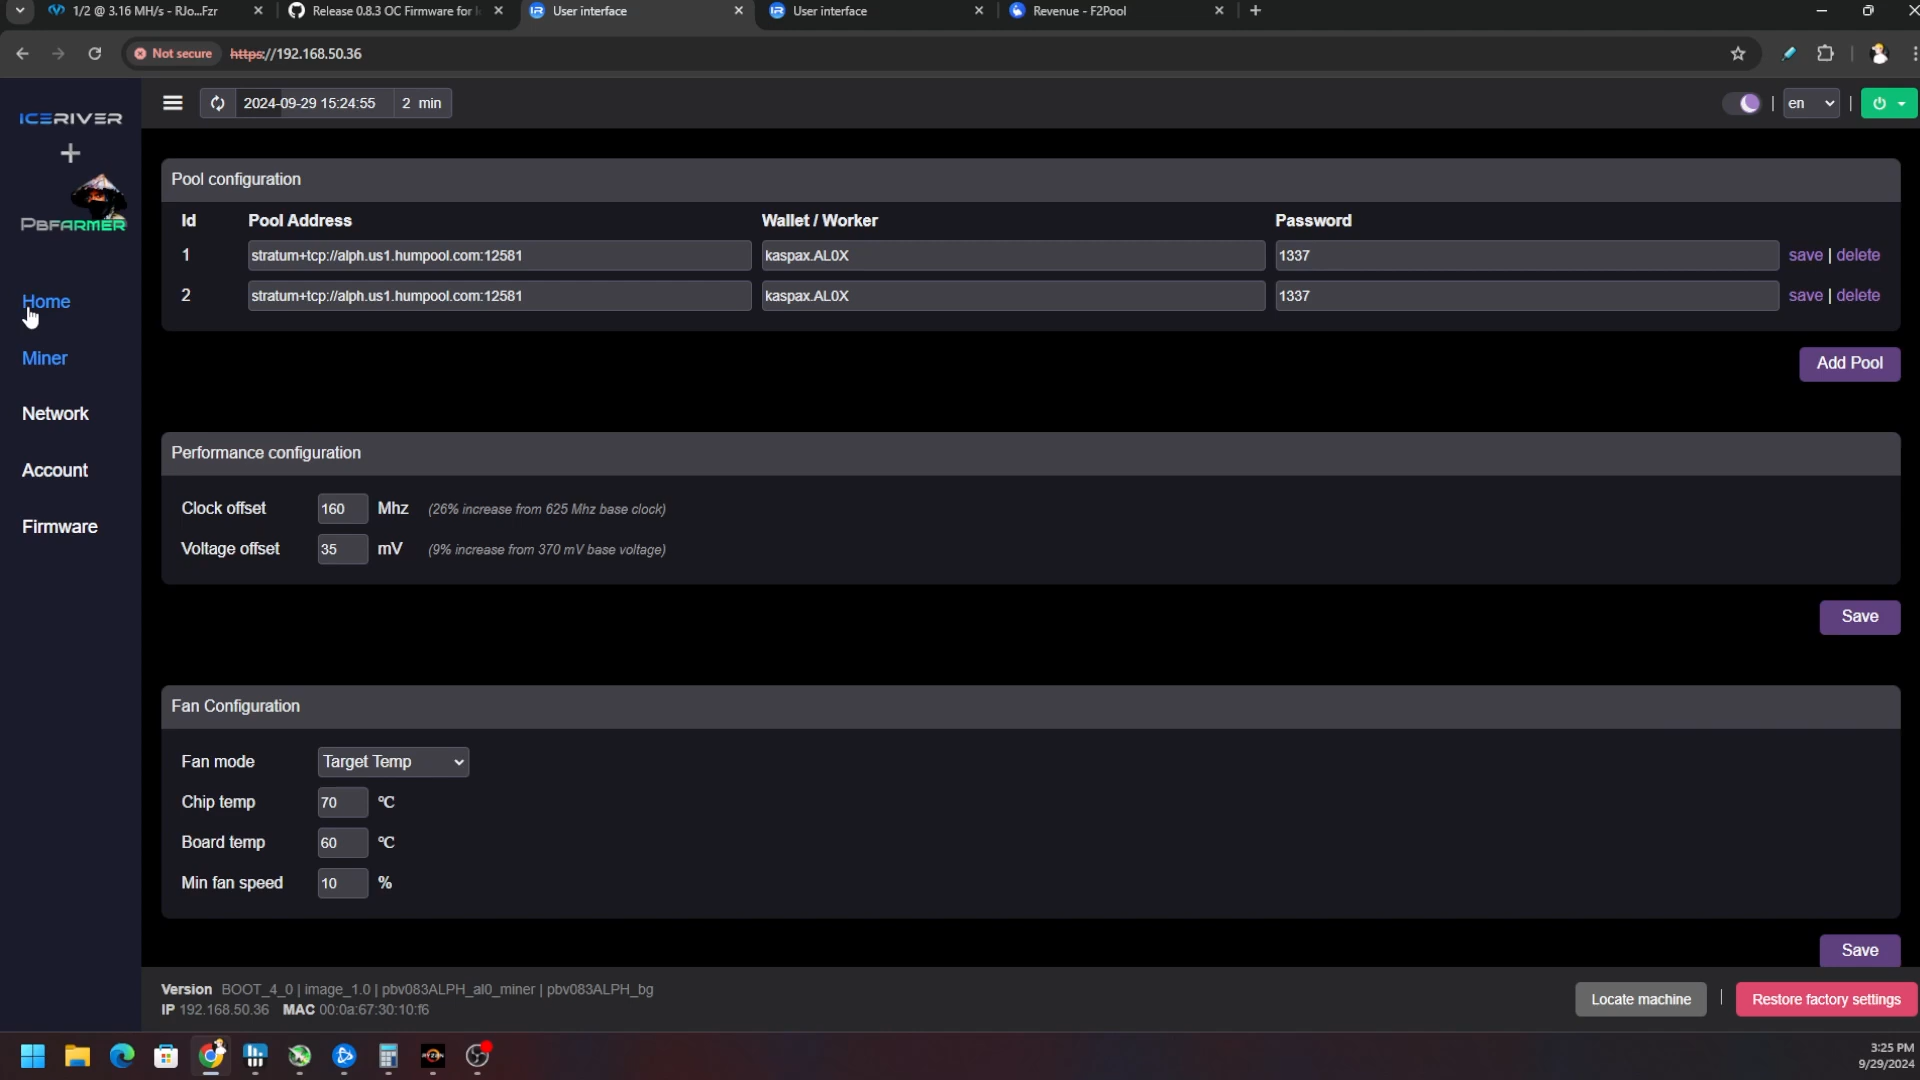 1/2 @ 3.16 MH/s - RJo...Fzr
Release 0.8.3 OC Firmware for
User interface
User interface
Revenue - F2Pool
Not secure
https://192.168.50.36
ICERIVER
+
PBFARMER
2024-09-29 15:24:55
2 min
en
Home
Miner
Network
Account
Firmware
Pool configuration
Id Pool Address Wallet / Worker Password
1 stratum+tcp://alph.us1.humpool.com:12581 kaspax.AL0X 1337 save | delete
2 stratum+tcp://alph.us1.humpool.com:12581 kaspax.AL0X 1337 save | delete
Add Pool
Performance configuration
Clock offset 160 Mhz (26% increase from 625 Mhz base clock)
Voltage offset 35 mV (9% increase from 370 mV base voltage)
Save
Fan Configuration
Fan mode Target Temp
Chip temp 70 ℃
Board temp 60 ℃
Min fan speed 10 %
Save
Version BOOT_4_0 | image_1.0 | pbv083ALPH_al0_miner | pbv083ALPH_bg
IP 192.168.50.36 MAC 00:0a:67:30:10:f6
Locate machine
Restore factory settings
3:25 PM
9/29/2024